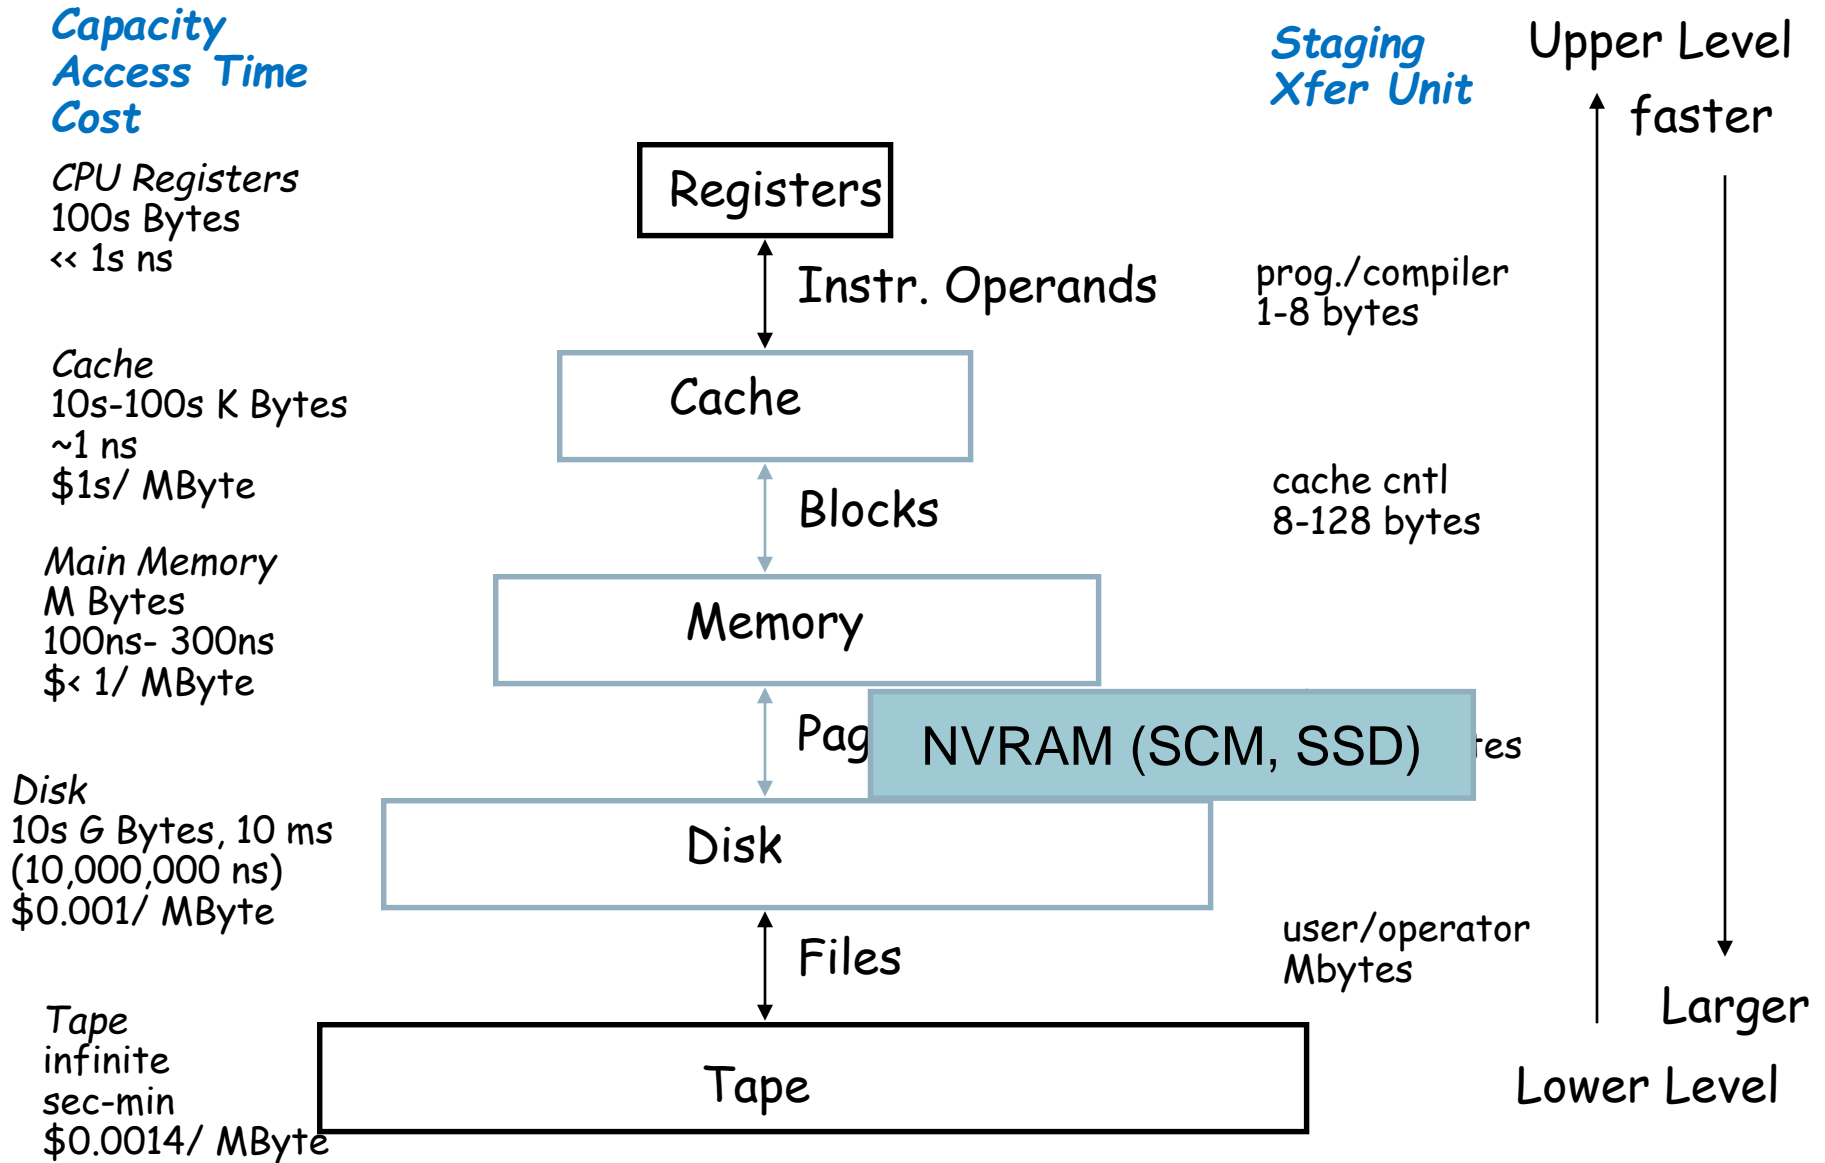 Capacity
Access Time
Cost
Staging
Xfer Unit
Upper Level
faster
CPU Registers
100s Bytes
<< 1s ns
Registers
Instr. Operands
prog./compiler
1-8 bytes
Cache
10s-100s K Bytes
~1 ns
$1s/ MByte
Cache
Blocks
cache cntl
8-128 bytes
Main Memory
M Bytes
100ns- 300ns
$< 1/ MByte
Memory
NVRAM (SCM, SSD)
Disk
10s G Bytes, 10 ms
(10,000,000 ns)
$0.001/ MByte
Disk
Files
user/operator
Mbytes
Larger
Tape
infinite
sec-min
$0.0014/ MByte
Tape
Lower Level